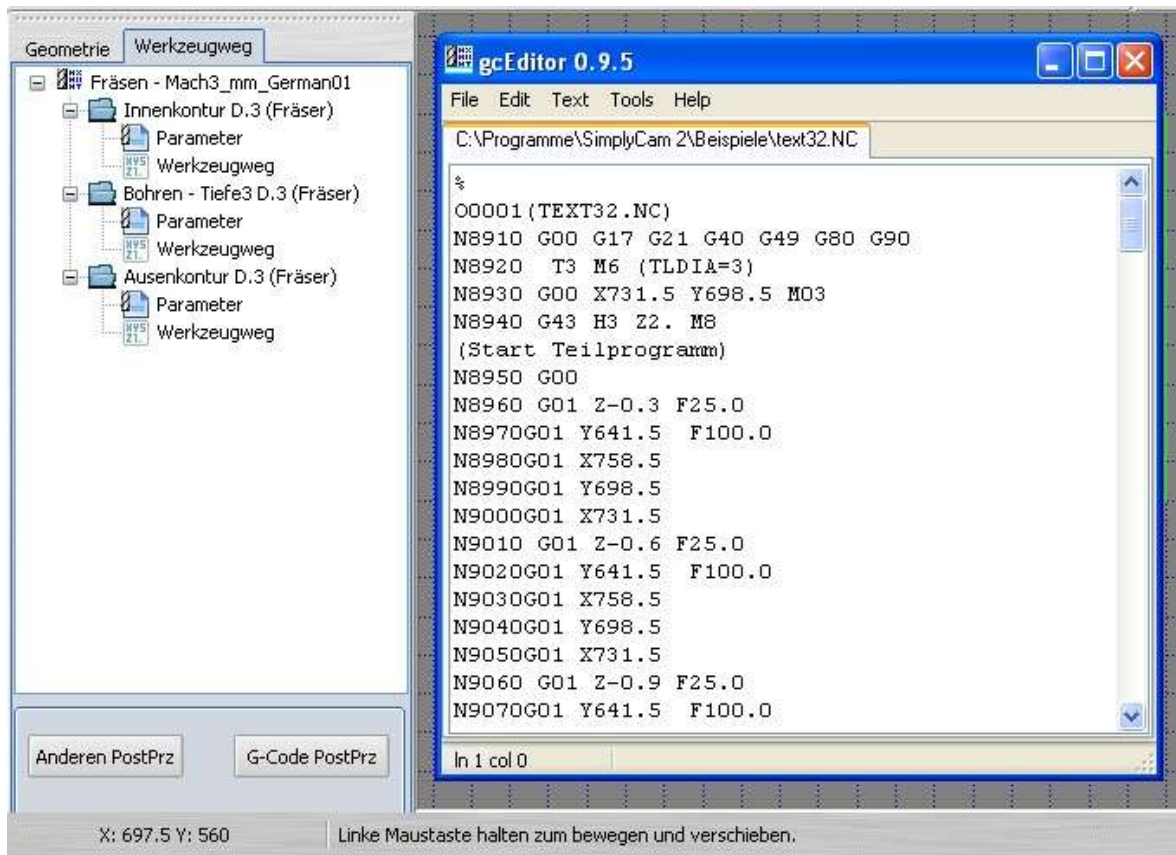 Geometrie
Werkzeugweg
Fräsen - Mach3_mm_German01
Innenkontur D.3 (Fräser)
Parameter
Werkzeugweg
Bohren - Tiefe3 D.3 (Fräser)
Parameter
Werkzeugweg
Ausenkontur D.3 (Fräser)
Parameter
Werkzeugweg
Anderen PostPrz
G-Code PostPrz
gcEditor 0.9.5
File Edit Text Tools Help
C:\Programme\SimplyCam 2\Beispiele\text32.NC
%
O0001(TEXT32.NC)
N8910 G00 G17 G21 G40 G49 G80 G90
N8920  T3 M6 (TLDIA=3)
N8930 G00 X731.5 Y698.5 M03
N8940 G43 H3 Z2. M8
(Start Teilprogramm)
N8950 G00
N8960 G01 Z-0.3 F25.0
N8970G01 Y641.5  F100.0
N8980G01 X758.5
N8990G01 Y698.5
N9000G01 X731.5
N9010 G01 Z-0.6 F25.0
N9020G01 Y641.5  F100.0
N9030G01 X758.5
N9040G01 Y698.5
N9050G01 X731.5
N9060 G01 Z-0.9 F25.0
N9070G01 Y641.5  F100.0
ln 1 col 0
X: 697.5 Y: 560
Linke Maustaste halten zum bewegen und verschieben.